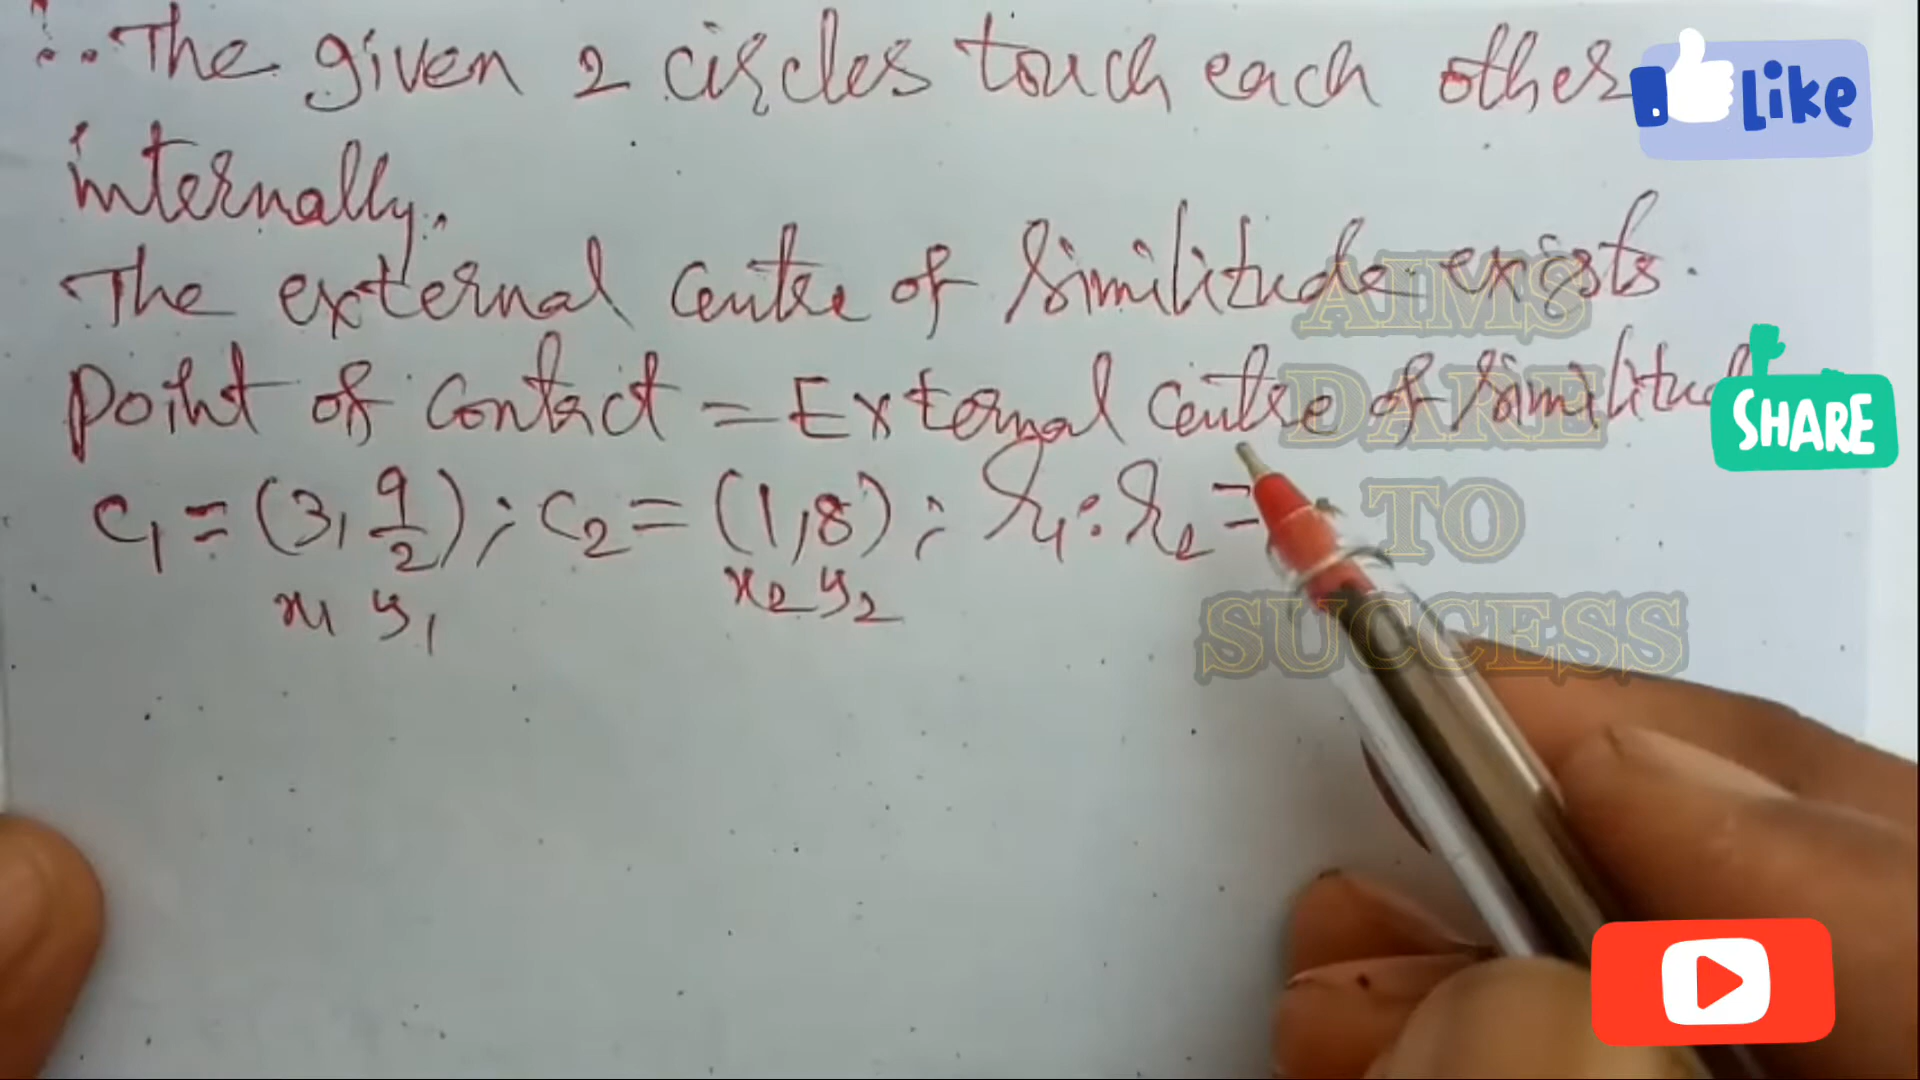 ∴ The given 2 circles touch each other
internally.
The external centre of similitude exists.
point of contact = External centre of similitud
C₁ = (3, 9/2) ; C₂ = (1, 8) ; r₁ : r₂ =
x₁ y₁ x₂ y₂
Like
SHARE
AIMS
DARE
TO
SUCCESS